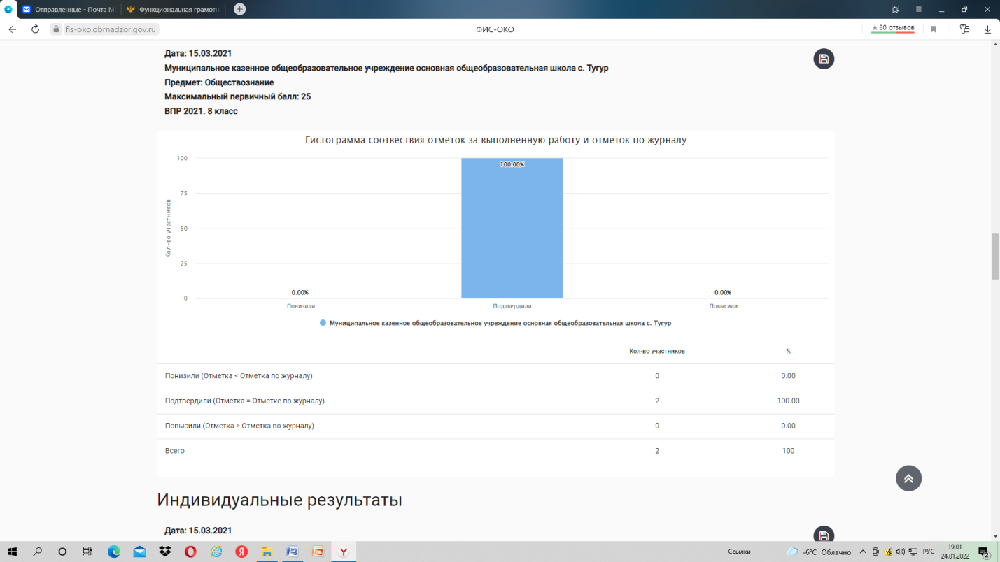 Отправленные - Почта М
Функциональная грамотн
fis-oko.obrnadzor.gov.ru
ФИС-ОКО
★ 80 отзывов
Дата: 15.03.2021
Муниципальное казенное общеобразовательное учреждение основная общеобразовательная школа с. Тугур
Предмет: Обществознание
Максимальный первичный балл: 25
ВПР 2021. 8 класс
Гистограмма соотвествия отметок за выполненную работу и отметок по журналу
Кол-во участников
100
75
50
25
0
0.00%
100.00%
0.00%
Понизили
Подтвердили
Повысили
Муниципальное казенное общеобразовательное учреждение основная общеобразовательная школа с. Тугур
Кол-во участников %
Понизили (Отметка < Отметка по журналу) 0 0.00
Подтвердили (Отметка = Отметке по журналу) 2 100.00
Повысили (Отметка > Отметка по журналу) 0 0.00
Всего 2 100
Индивидуальные результаты
Дата: 15.03.2021
Ссылки
-6°C Облачно
РУС
19:01
24.01.2022
2